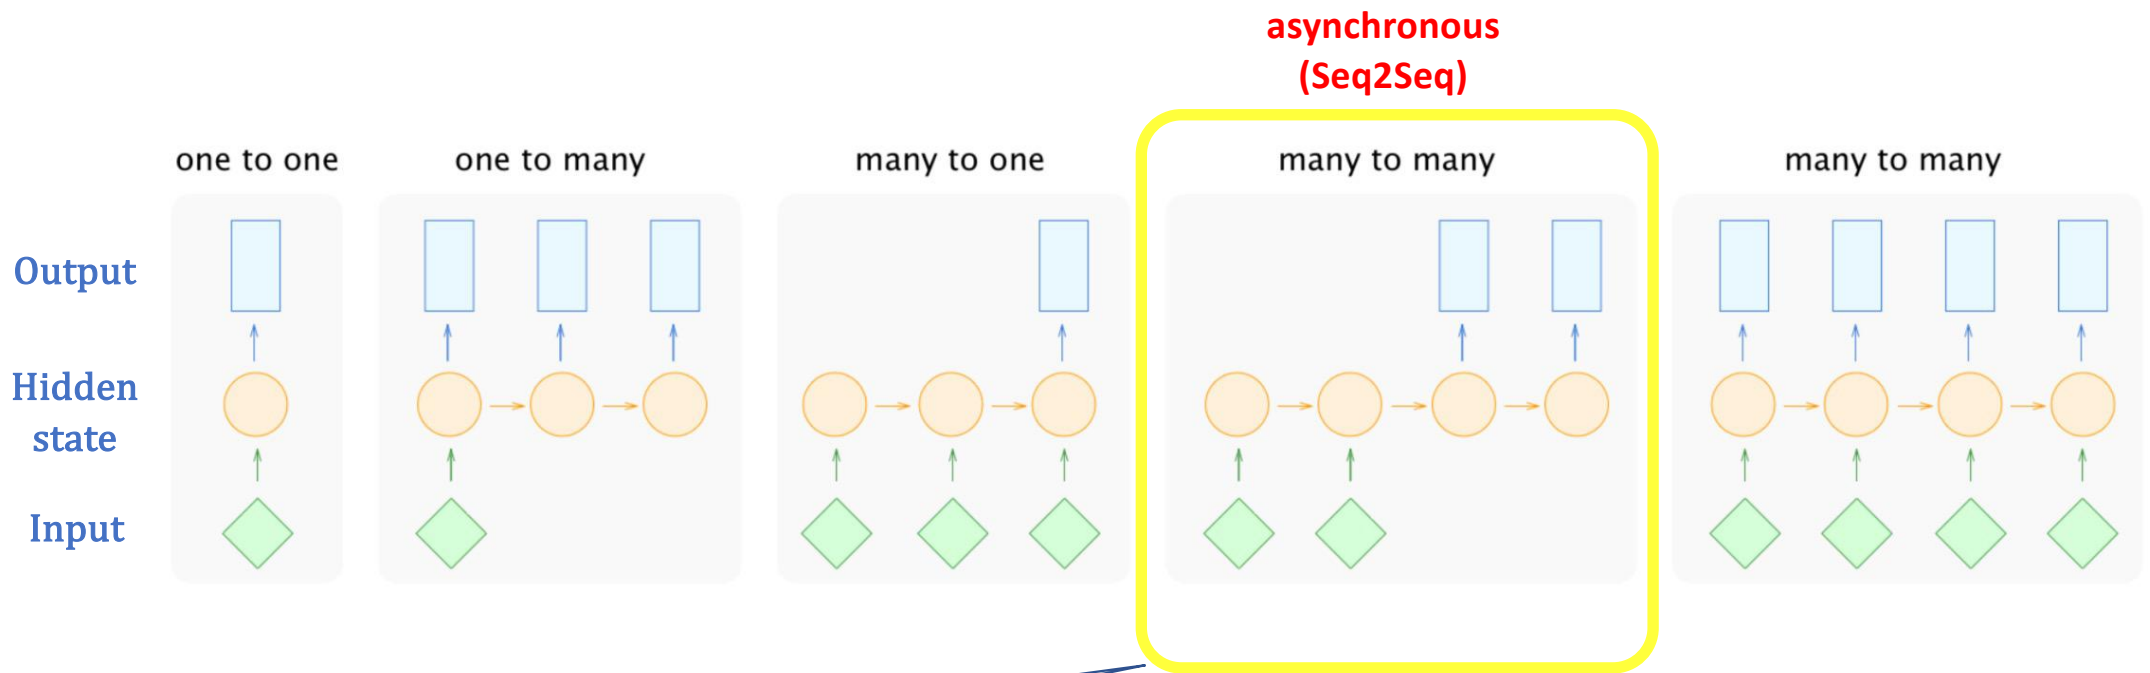 asynchronous
(Seq2Seq)
one to one
one to many
many to one
many to many
many to many
Output
Hidden
state
Input